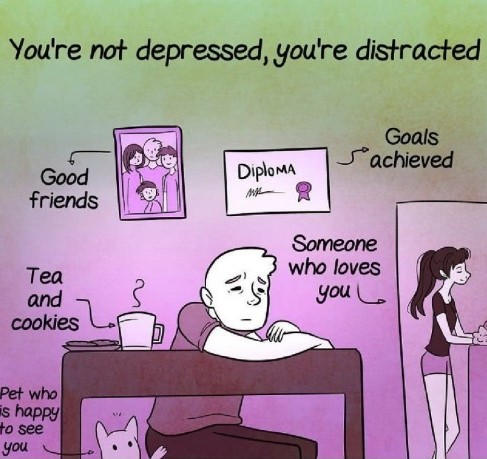 You're not depressed, you're distracted
Good
friends
Diploma
Goals
achieved
Someone
who loves
you
Tea
and
cookies
Pet who
is happy
to see
you